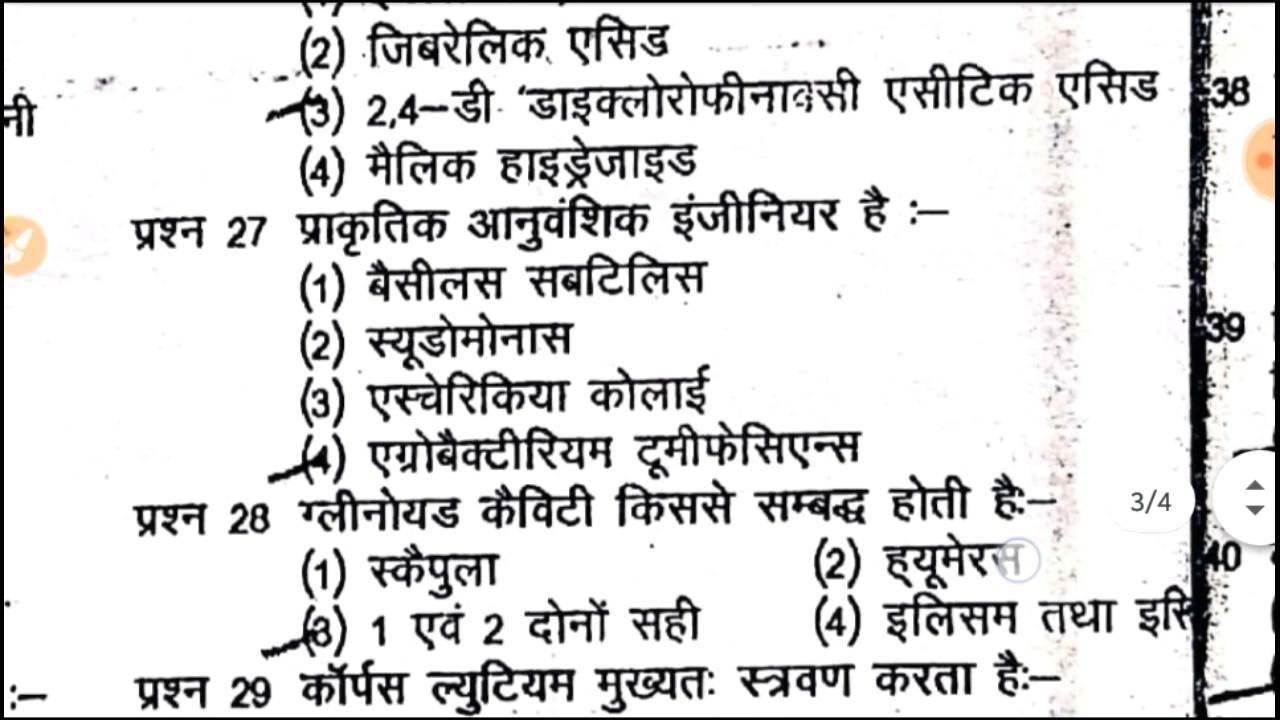 (2) जिबरेलिक एसिड
(3) 2,4–डी डाइक्लोरोफीनाक्सी एसीटिक एसिड
38
नी
(4) मैलिक हाइड्रेजाइड
प्रश्न 27 प्राकृतिक आनुवंशिक इंजीनियर है :–
(1) बैसीलस सबटिलिस
(2) स्यूडोमोनास
39
(3) एस्चेरिकिया कोलाई
(4) एग्रोबैक्टीरियम टूमीफेसिएन्स
प्रश्न 28 ग्लीनोयड कैविटी किससे सम्बद्ध होती है:–
3/4
(1) स्कैपुला (2) ह्यूमेरस
40
(3) 1 एवं 2 दोनों सही (4) इलिसम तथा
:– प्रश्न 29 कॉर्पस ल्युटियम मुख्यतः स्त्रवण करता है:–